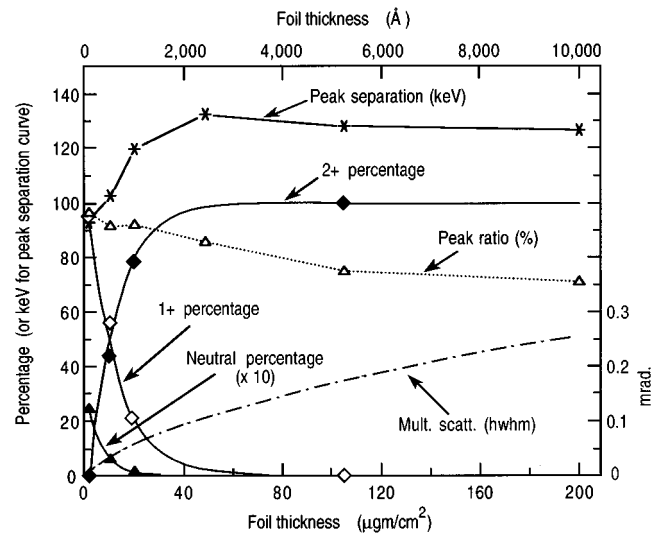 Foil thickness (Å)
0 2,000 4,000 6,000 8,000 10,000
140
120
100
80
60
40
20
0
Percentage (or keV for peak separation curve)
Peak separation (keV)
2+ percentage
Peak ratio (%)
1+ percentage
Neutral percentage
(x 10)
Mult. scatt. (hwhm)
0.3
0.2
0.1
0
mrad.
0 40 80 120 160 200
Foil thickness (µgm/cm²)